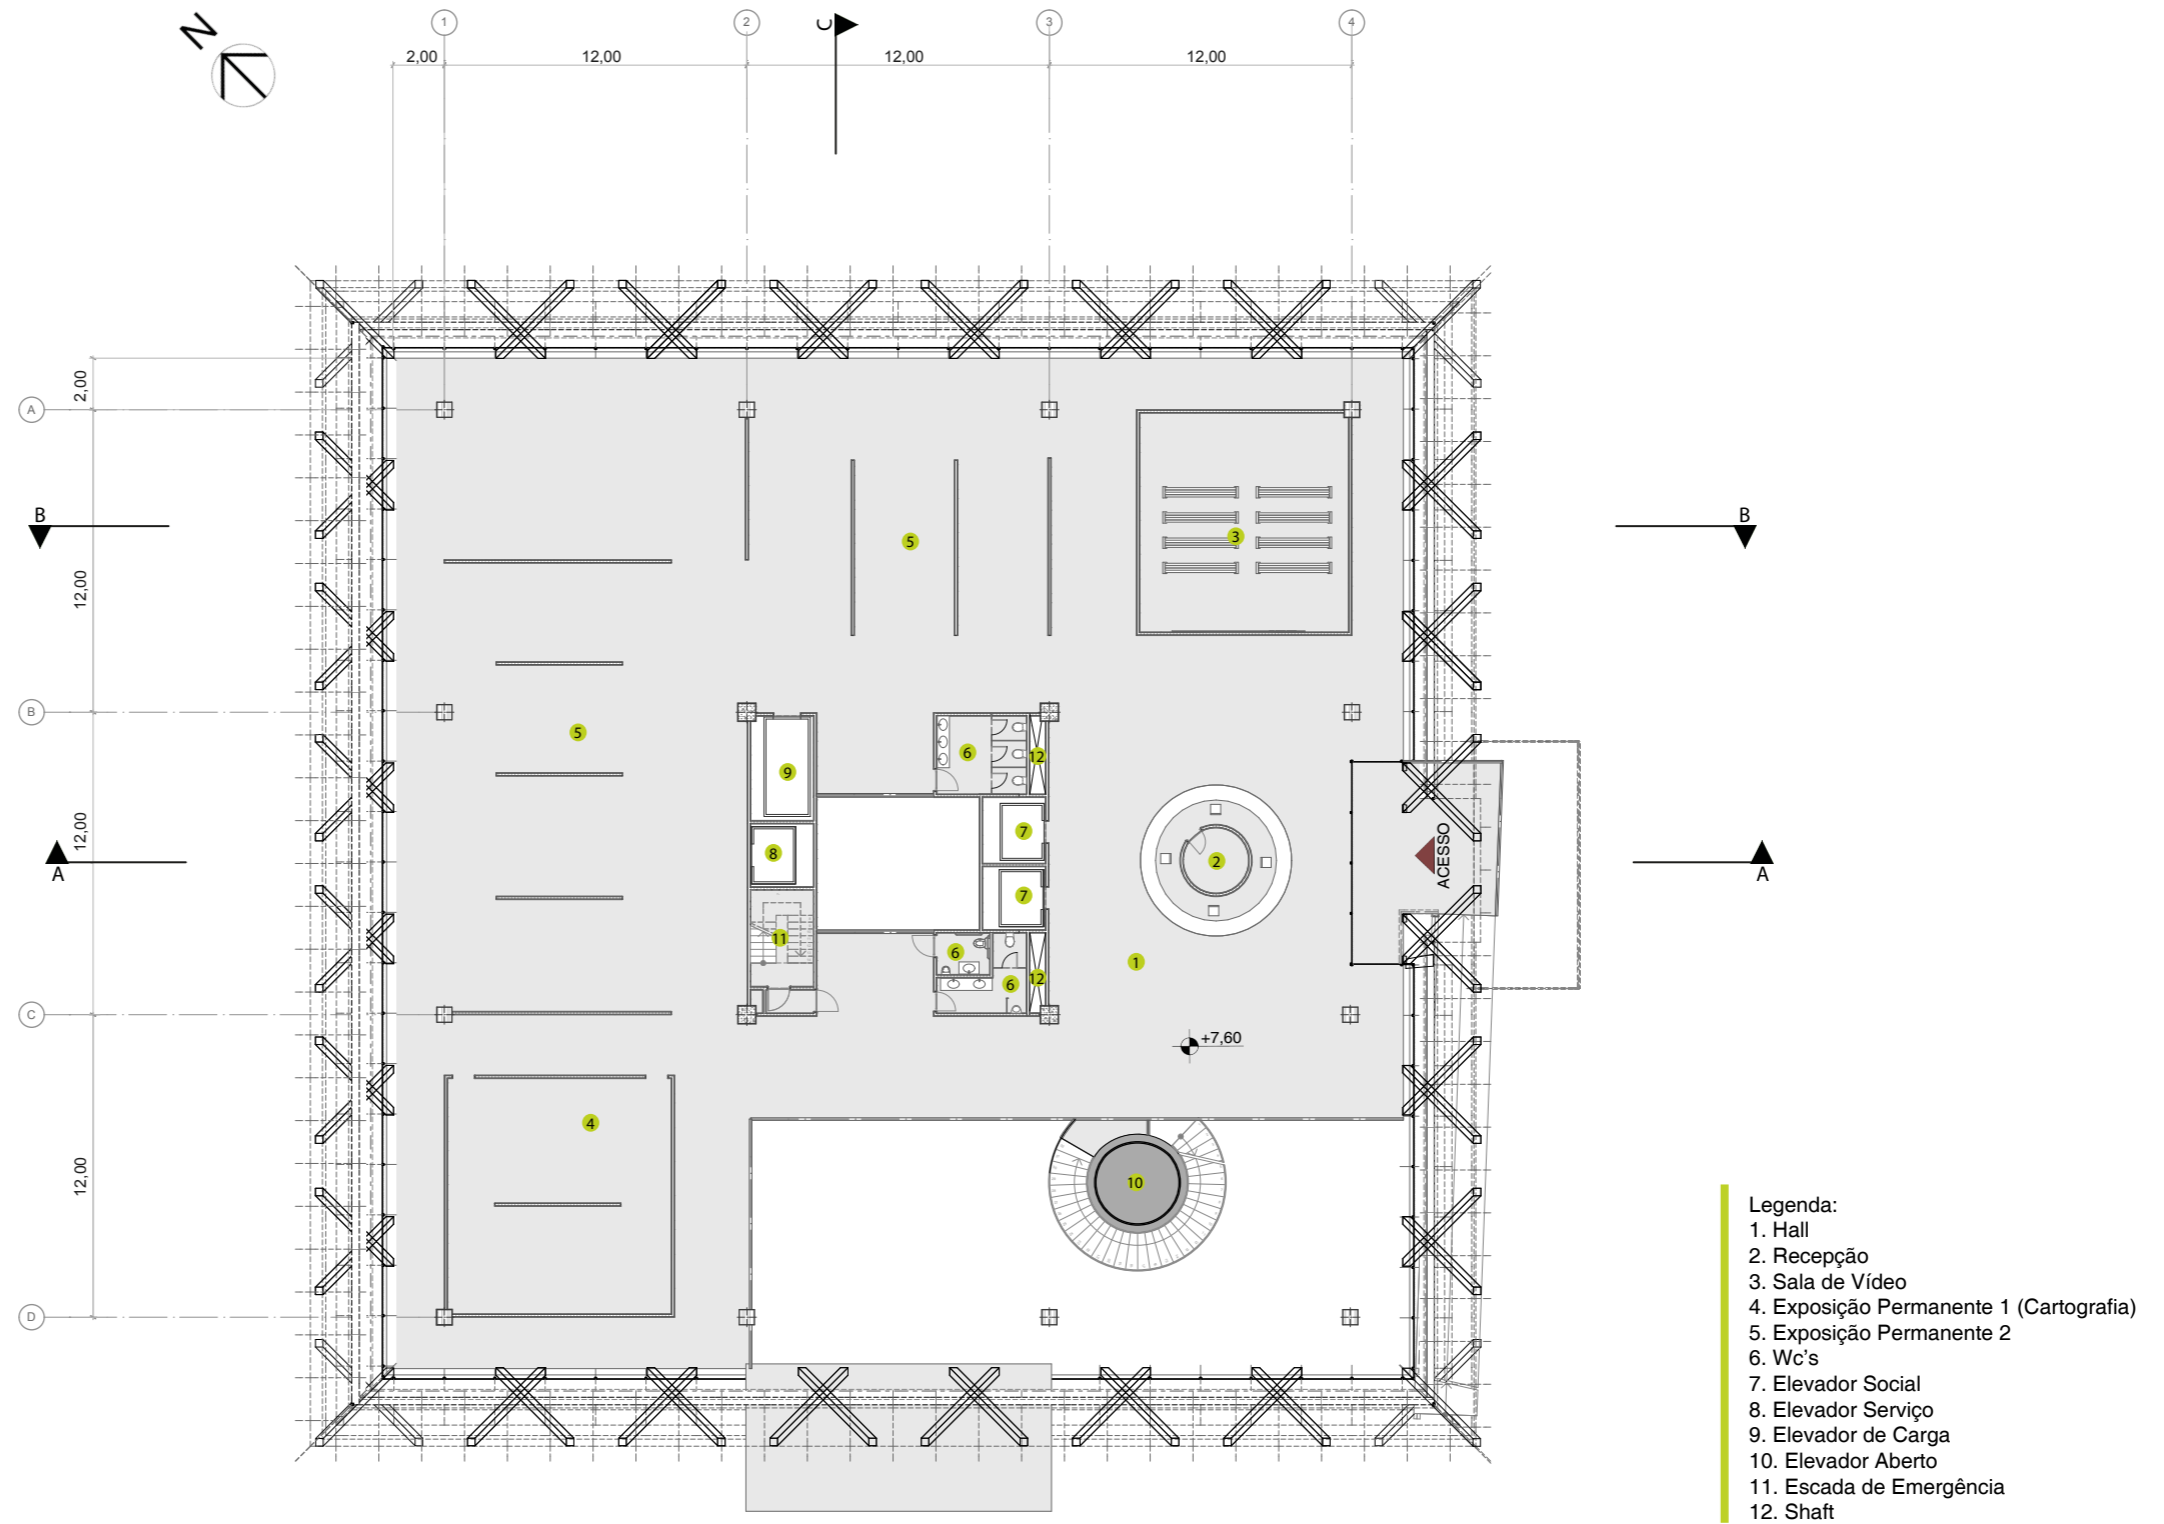 N
1
2
C
3
4
2,00
12,00
12,00
12,00
2,00
A
B
B
12,00
5
3
B
5
6
12
9
12,00
7
8
2
A
A
ACESSO
7
11
6
1
6
12
C
+7,60
4
12,00
10
D
Legenda:
1. Hall
2. Recepção
3. Sala de Vídeo
4. Exposição Permanente 1 (Cartografia)
5. Exposição Permanente 2
6. Wc's
7. Elevador Social
8. Elevador Serviço
9. Elevador de Carga
10. Elevador Aberto
11. Escada de Emergência
12. Shaft